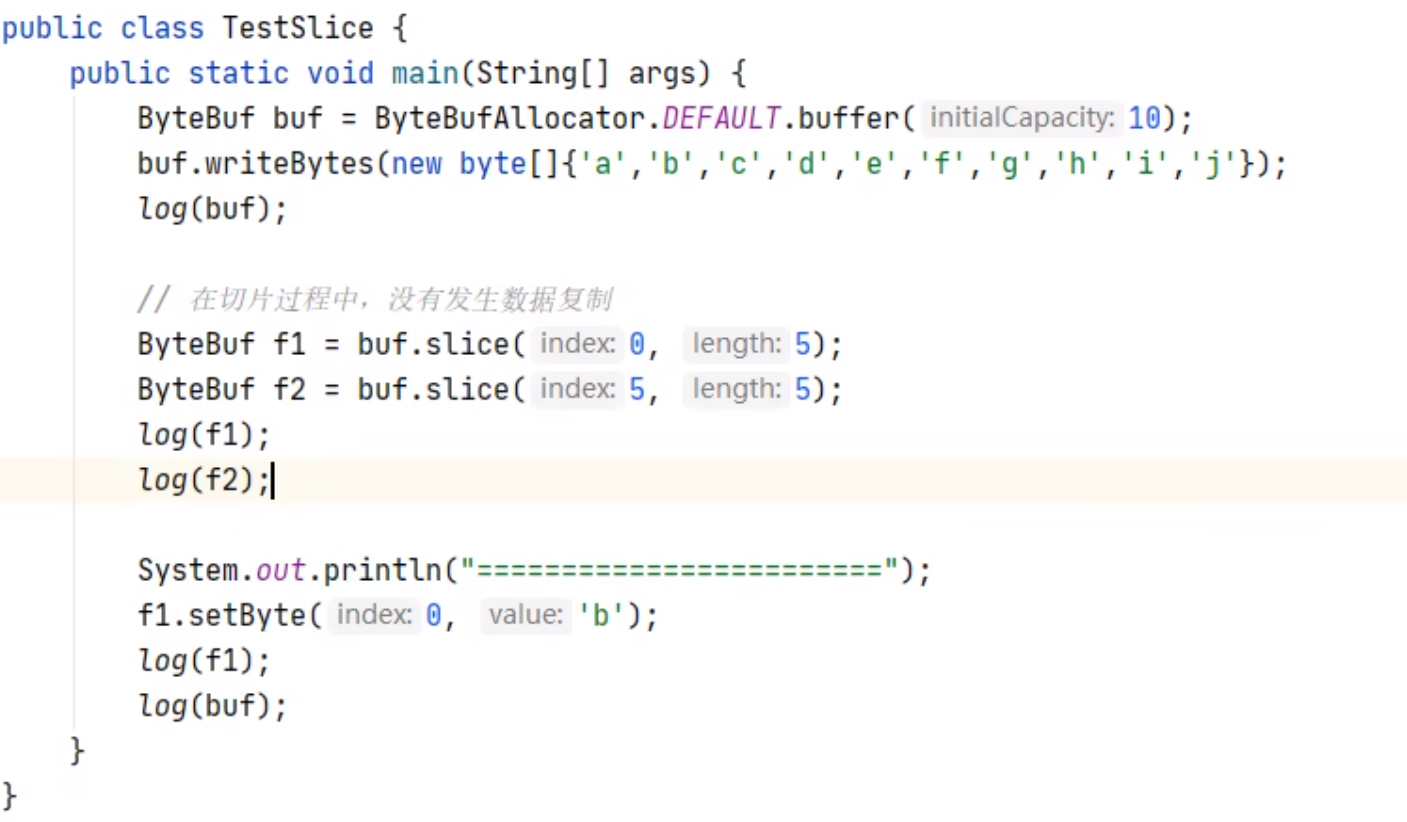 public class TestSlice {
    public static void main(String[] args) {
        ByteBuf buf = ByteBufAllocator.DEFAULT.buffer( initialCapacity: 10);
        buf.writeBytes(new byte[]{'a','b','c','d','e','f','g','h','i','j'});
        log(buf);
        // 在切片过程中，没有发生数据复制
        ByteBuf f1 = buf.slice( index: 0, length: 5);
        ByteBuf f2 = buf.slice( index: 5, length: 5);
        log(f1);
        log(f2);
        System.out.println("========================");
        f1.setByte( index: 0, value: 'b');
        log(f1);
        log(buf);
    }
}